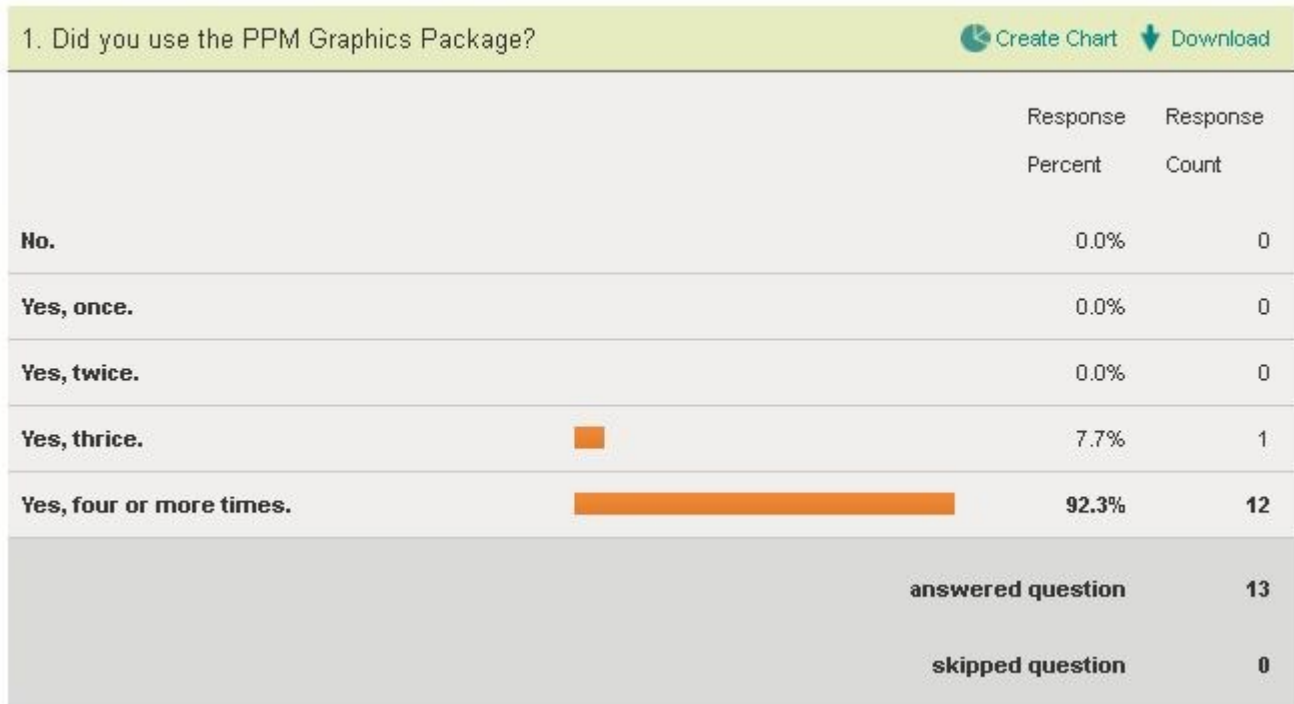 1. Did you use the PPM Graphics Package? Create Chart Download
Response Response
Percent Count
No. 0.0% 0
Yes, once. 0.0% 0
Yes, twice. 0.0% 0
Yes, thrice. 7.7% 1
Yes, four or more times. 92.3% 12
answered question 13
skipped question 0